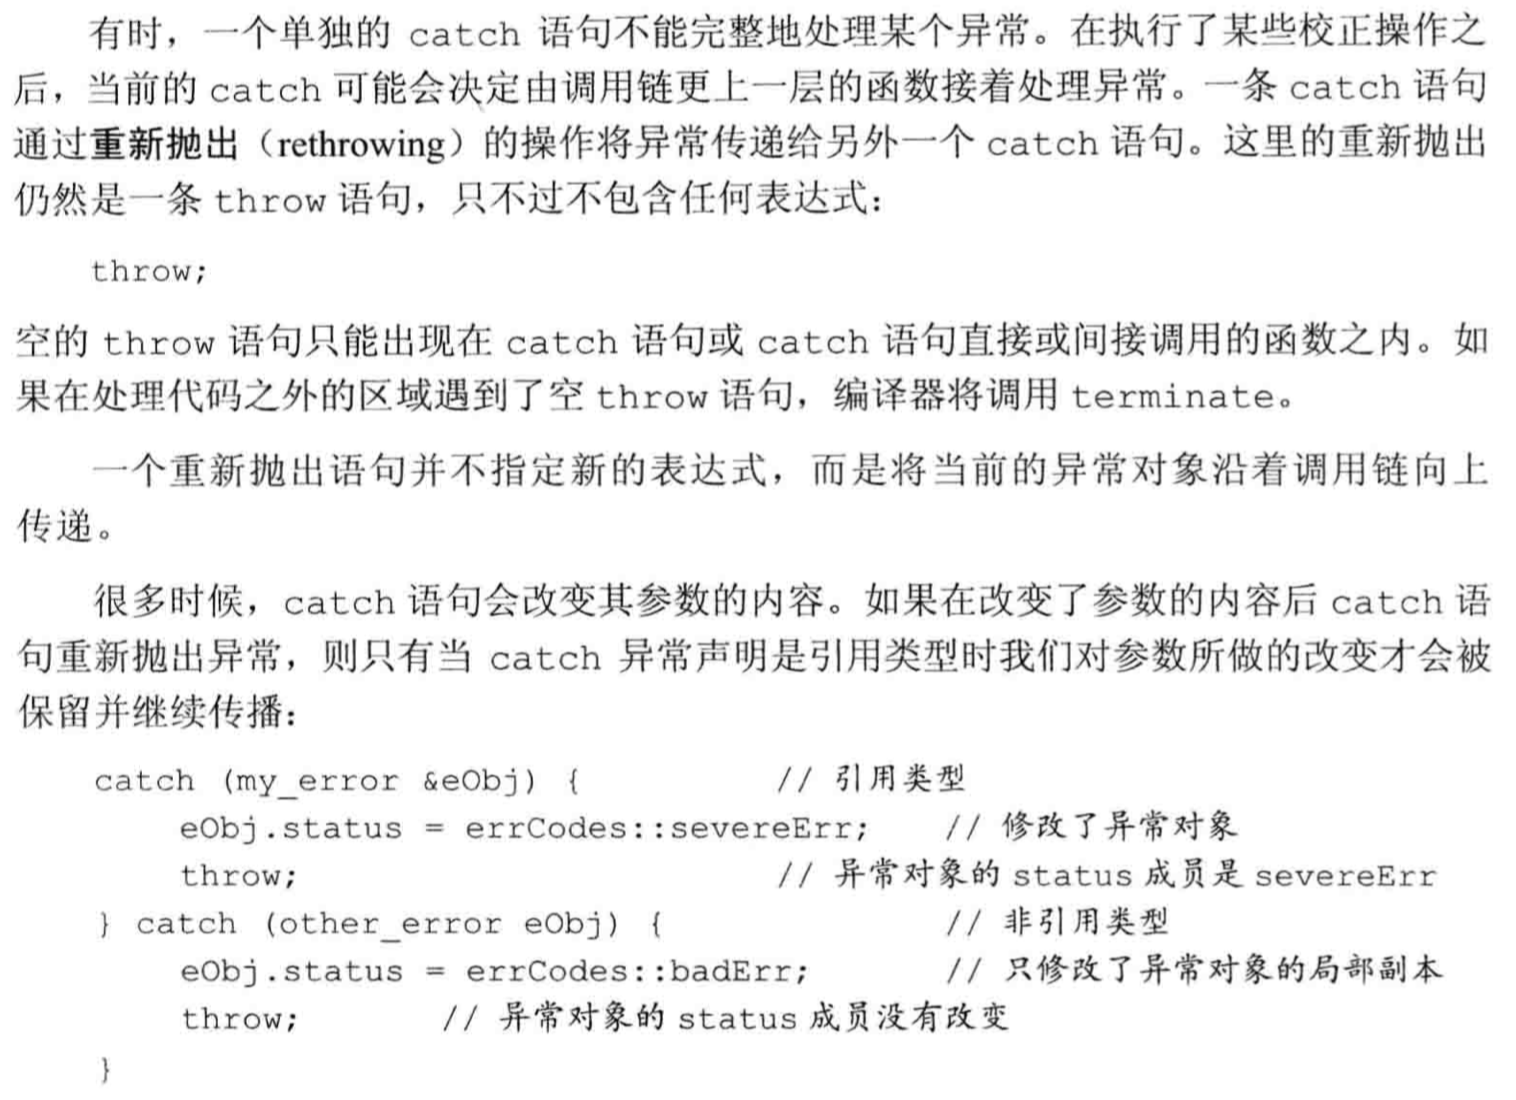 有时，一个单独的 catch 语句不能完整地处理某个异常。在执行了某些校正操作之
后，当前的 catch 可能会决定由调用链更上一层的函数接着处理异常。一条 catch 语句
通过重新抛出（rethrowing）的操作将异常传递给另外一个 catch 语句。这里的重新抛出
仍然是一条 throw 语句，只不过不包含任何表达式：
throw;
空的 throw 语句只能出现在 catch 语句或 catch 语句直接或间接调用的函数之内。如
果在处理代码之外的区域遇到了空 throw 语句，编译器将调用 terminate。
一个重新抛出语句并不指定新的表达式，而是将当前的异常对象沿着调用链向上
传递。
很多时候，catch 语句会改变其参数的内容。如果在改变了参数的内容后 catch 语
句重新抛出异常，则只有当 catch 异常声明是引用类型时我们对参数所做的改变才会被
保留并继续传播：
catch (my_error &eObj) { // 引用类型
eObj.status = errCodes::severeErr; // 修改了异常对象
throw; // 异常对象的 status 成员是 severeErr
} catch (other_error eObj) { // 非引用类型
eObj.status = errCodes::badErr; // 只修改了异常对象的局部副本
throw; // 异常对象的 status 成员没有改变
}